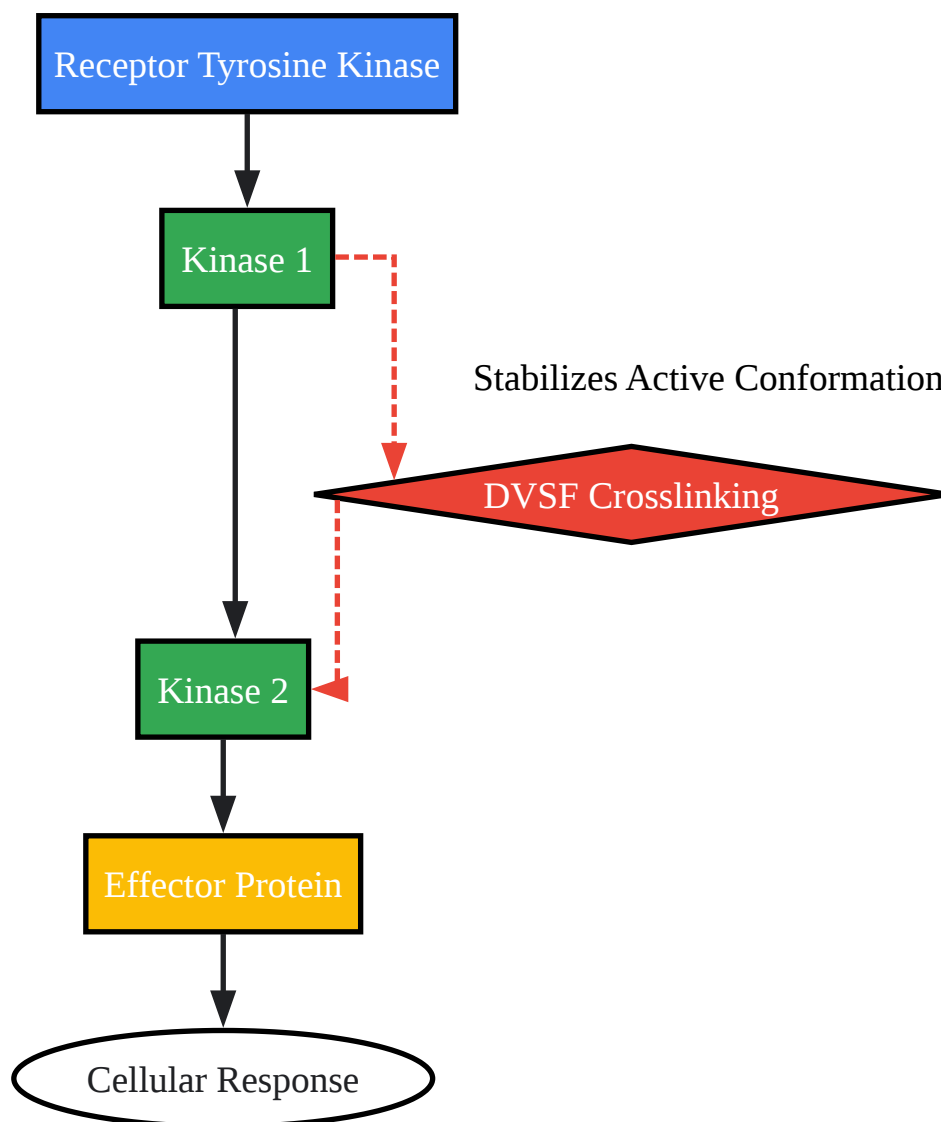 Receptor Tyrosine Kinase
Kinase 1
Stabilizes Active Conformation
DVSF Crosslinking
Kinase 2
Effector Protein
Cellular Response